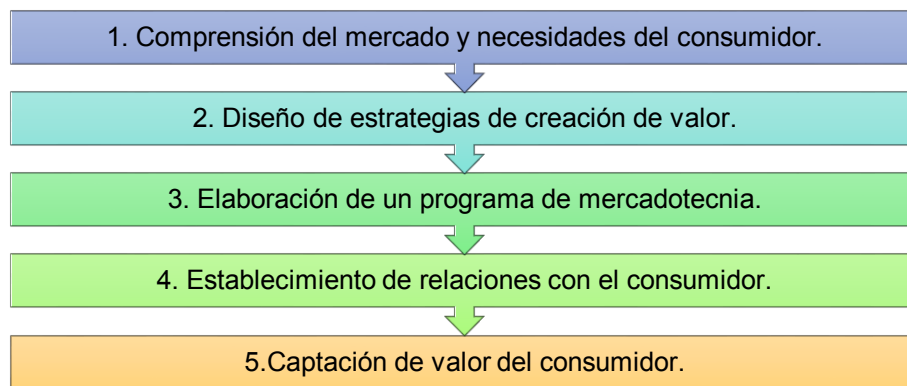 1. Comprensión del mercado y necesidades del consumidor.
2. Diseño de estrategias de creación de valor.
3. Elaboración de un programa de mercadotecnia.
4. Establecimiento de relaciones con el consumidor.
5.Captación de valor del consumidor.